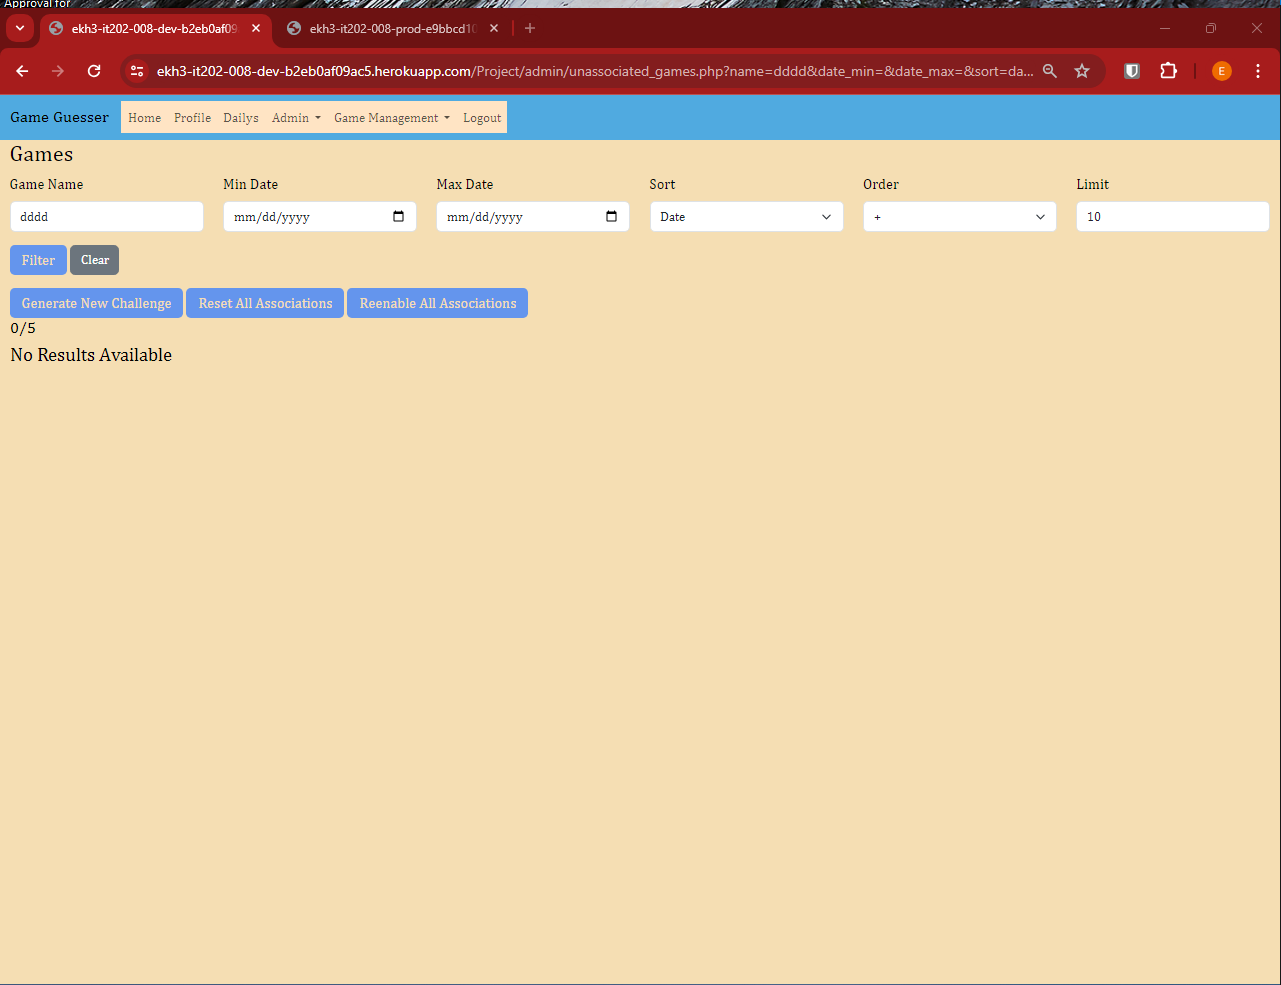 Approval for
ekh3-it202-008-dev-b2eb0af09
ekh3-it202-008-prod-e9bbcd10
ekh3-it202-008-dev-b2eb0af09ac5.herokuapp.com/Project/admin/unassociated_games.php?name=dddd&date_min=&date_max=&sort=da...
E
Game Guesser Home Profile Dailys Admin Game Management Logout
Games
Game Name Min Date Max Date Sort Order Limit
dddd mm/dd/yyyy mm/dd/yyyy Date + 10
Filter Clear
Generate New Challenge Reset All Associations Reenable All Associations
0/5
No Results Available